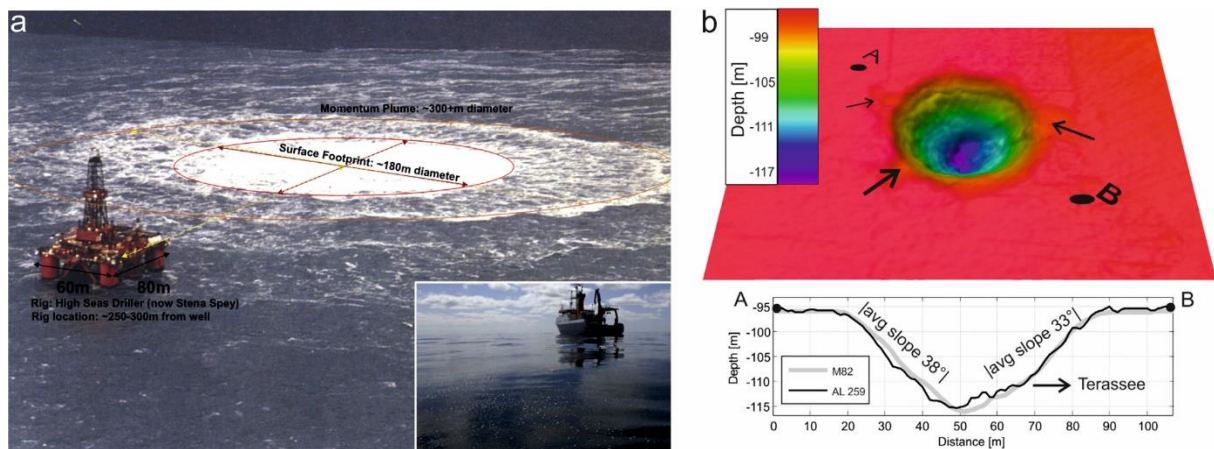 a
Momentum Plume: ~300+m diameter
Surface Footprint: ~180m diameter
60m
80m
Rig: High Seas Driller (now Stena Spey)
Rig location: ~250-300m from well
b
Depth [m]
-99
-105
-111
-117
A
B
A
B
Depth [m]
-95
-100
-105
-110
-115
|avg slope 38°|
|avg slope 33°|
M82
AL 259
Terassee
0 10 20 30 40 50 60 70 80 90 100
Distance [m]